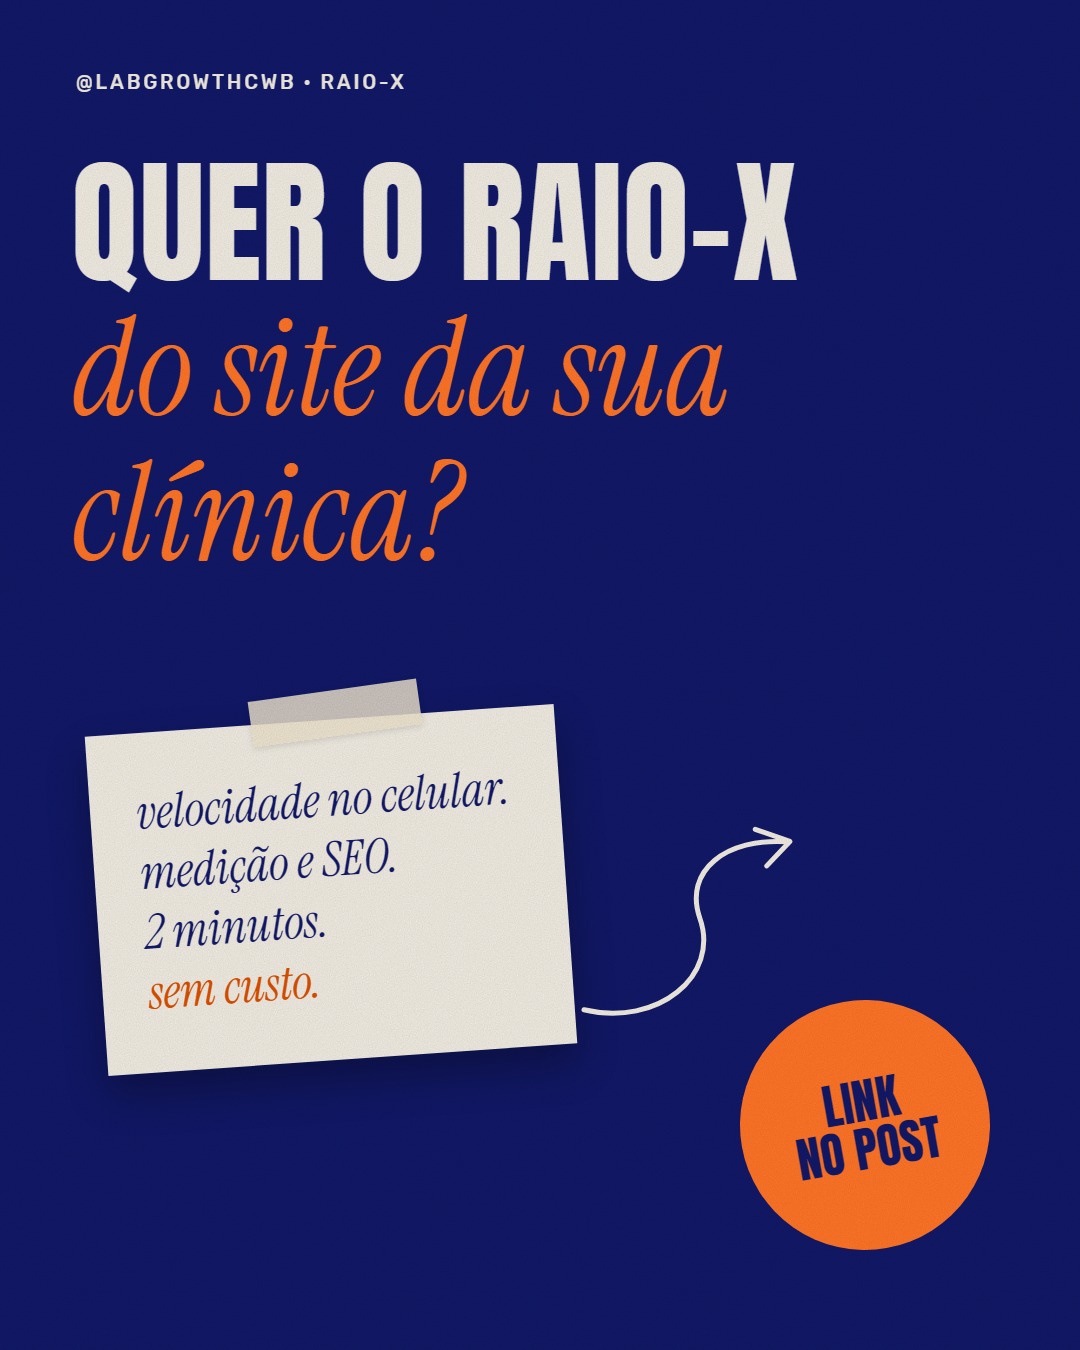 @LABGROWTHCWB • RAIO-X
QUER O RAIO-X
do site da sua
clínica?
velocidade no celular.
medição e SEO.
2 minutos.
sem custo.
LINK
NO POST